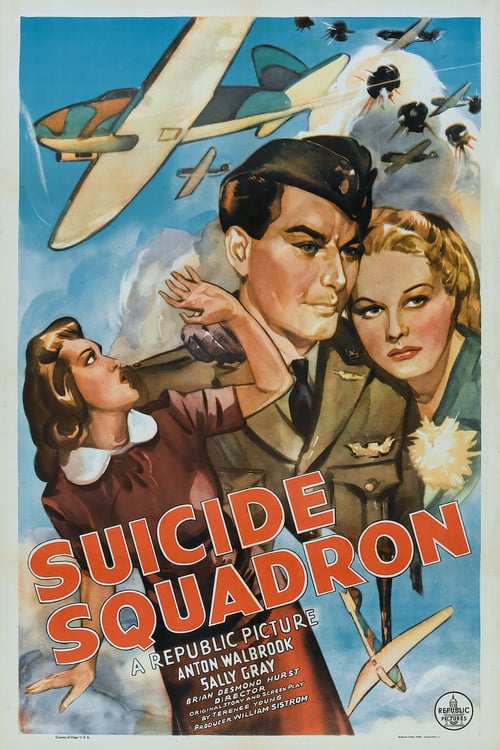 SUICIDE
SQUADRON
A REPUBLIC PICTURE
ANTON WALBROOK
SALLY GRAY
BRIAN DESMOND HURST
DIRECTOR
ORIGINAL STORY AND SCREEN PLAY
BY TERENCE YOUNG
PRODUCER WILLIAM SISTROM
REPUBLIC
PICTURES